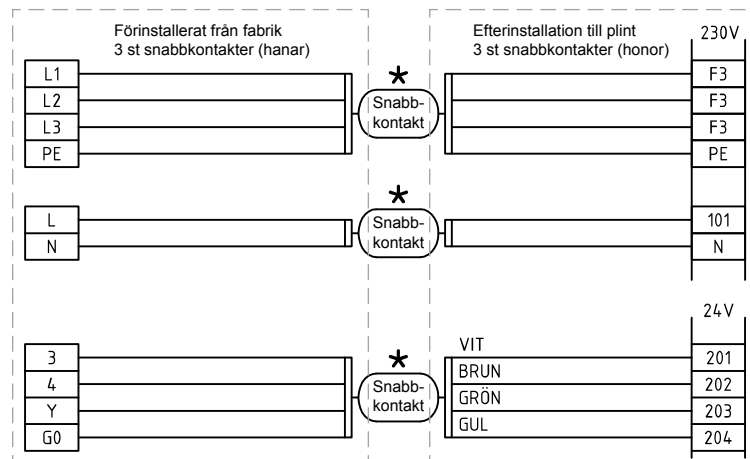 Förinstallerat från fabrik
3 st snabbkontakter (hanar)
Efterinstallation till plint
3 st snabbkontakter (honor)
230V
L1
L2
L3
PE
*
Snabb-
kontakt
F3
F3
F3
PE
L
N
*
Snabb-
kontakt
101
N
24V
3
4
Y
G0
*
Snabb-
kontakt
VIT
BRUN
GRÖN
GUL
201
202
203
204